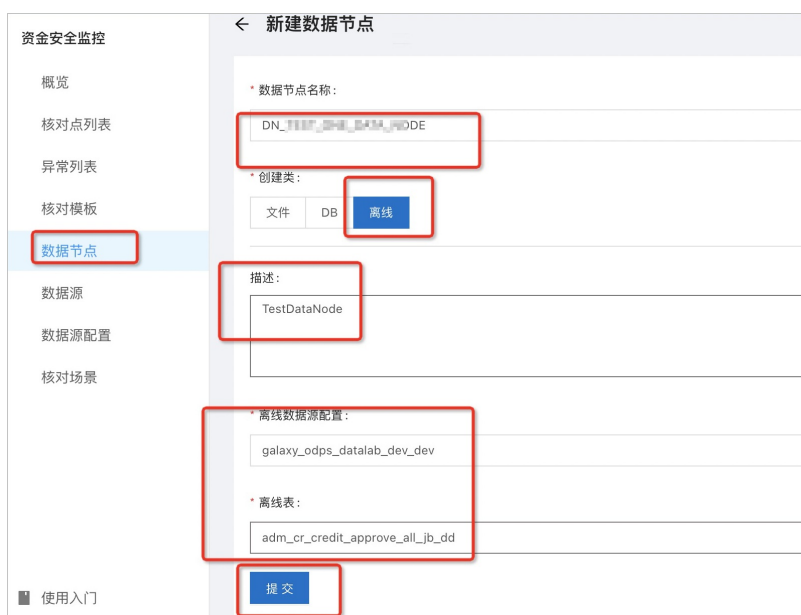 资金安全监控
概览
核对点列表
异常列表
核对模板
数据节点
数据源
数据源配置
核对场景
使用入门
← 新建数据节点
* 数据节点名称:
DN_ ODE
* 创建类:
文件 DB 离线
描述:
TestDataNode
* 离线数据源配置:
galaxy_odps_datalab_dev_dev
* 离线表:
adm_cr_credit_approve_all_jb_dd
提交